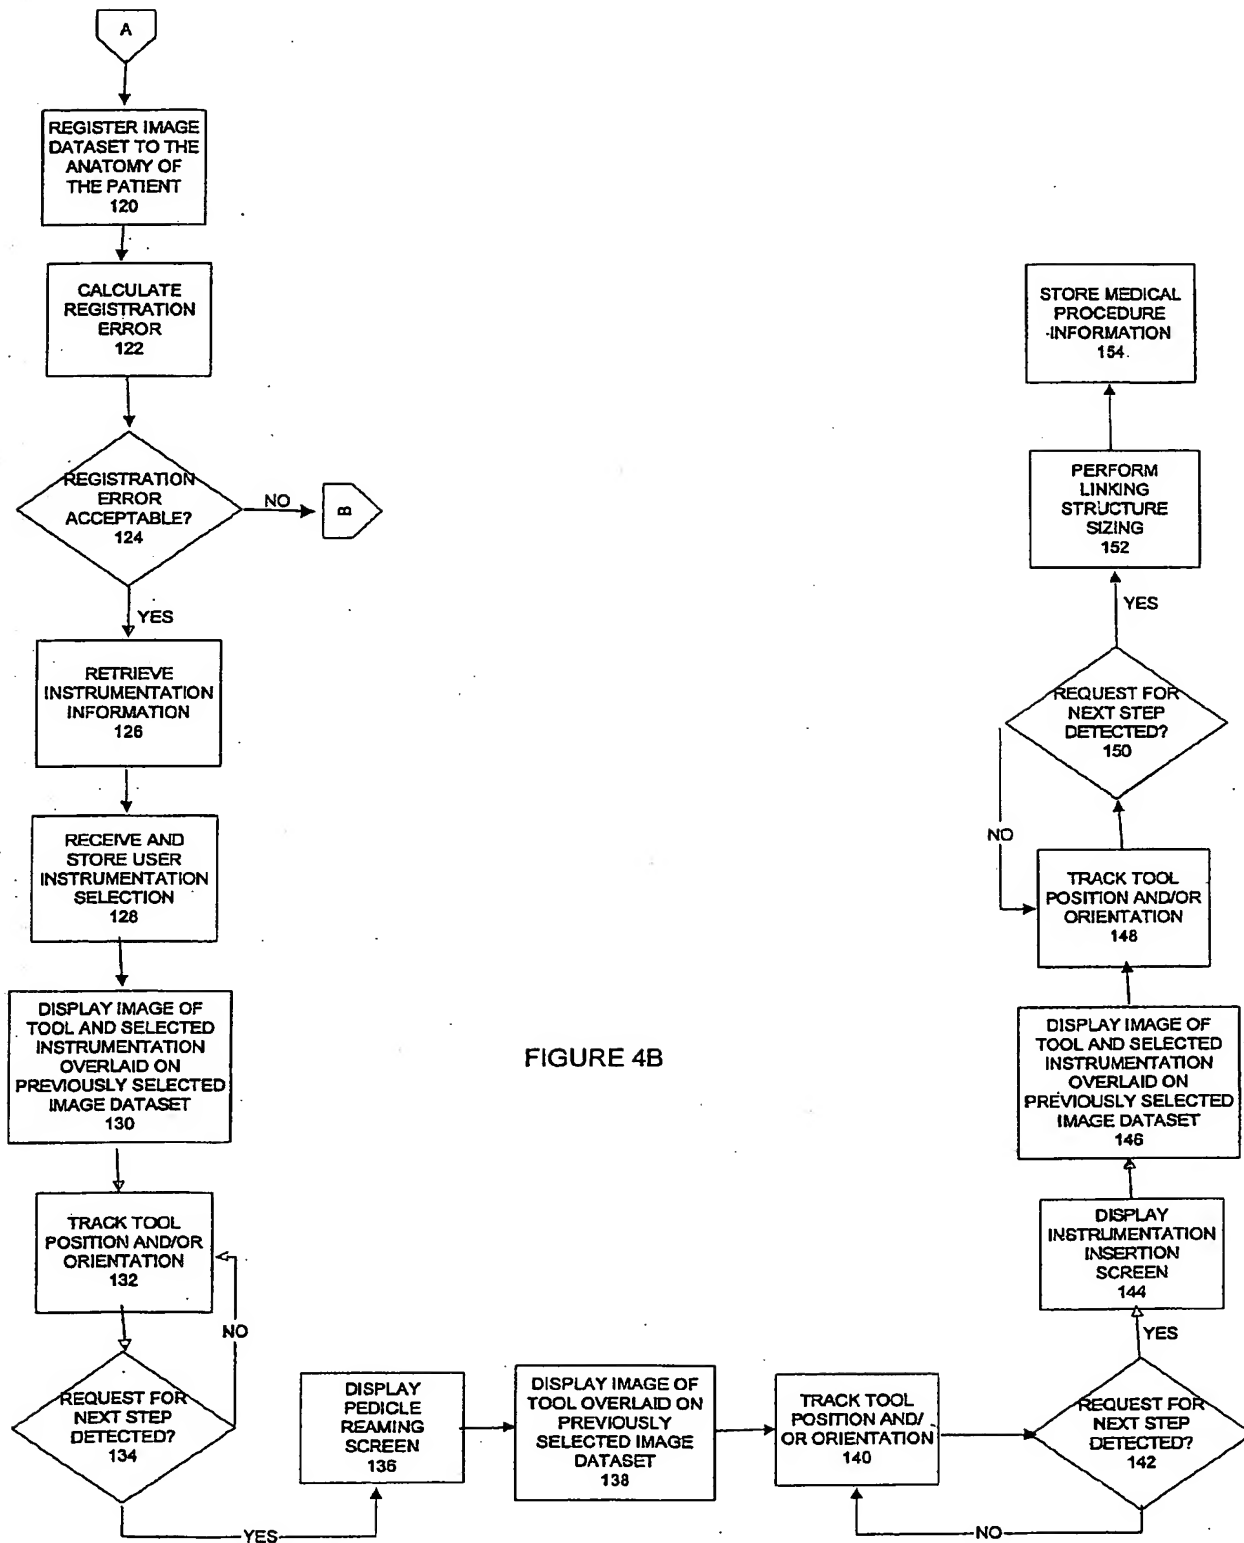 A
REGISTER IMAGE
DATASET TO THE
ANATOMY OF
THE PATIENT
120
CALCULATE
REGISTRATION
ERROR
122
REGISTRATION
ERROR
ACCEPTABLE?
124
NO
B
YES
RETRIEVE
INSTRUMENTATION
INFORMATION
126
RECEIVE AND
STORE USER
INSTRUMENTATION
SELECTION
128
DISPLAY IMAGE OF
TOOL AND SELECTED
INSTRUMENTATION
OVERLAID ON
PREVIOUSLY SELECTED
IMAGE DATASET
130
TRACK TOOL
POSITION AND/OR
ORIENTATION
132
NO
REQUEST FOR
NEXT STEP
DETECTED?
134
YES
DISPLAY
PEDICLE
REAMING
SCREEN
136
DISPLAY IMAGE OF
TOOL OVERLAID ON
PREVIOUSLY
SELECTED IMAGE
DATASET
138
TRACK TOOL
POSITION AND/
OR ORIENTATION
140
REQUEST FOR
NEXT STEP
DETECTED?
142
NO
YES
DISPLAY
INSTRUMENTATION
INSERTION
SCREEN
144
DISPLAY IMAGE OF
TOOL AND SELECTED
INSTRUMENTATION
OVERLAID ON
PREVIOUSLY SELECTED
IMAGE DATASET
146
TRACK TOOL
POSITION AND/OR
ORIENTATION
148
NO
REQUEST FOR
NEXT STEP
DETECTED?
150
YES
PERFORM
LINKING
STRUCTURE
SIZING
152
STORE MEDICAL
PROCEDURE
INFORMATION
154
FIGURE 4B